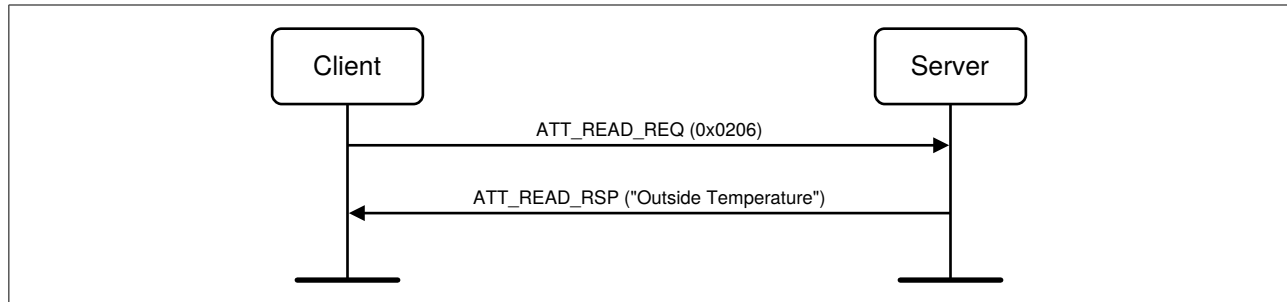 Client
Server
ATT_READ_REQ (0x0206)
ATT_READ_RSP ("Outside Temperature")